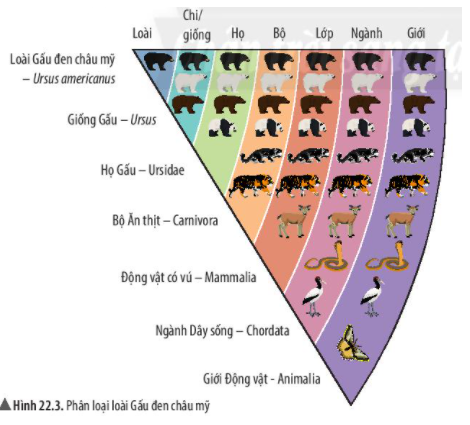 Loài Chi/ giống Họ Bộ Lớp Ngành Giới
Loài Gấu đen châu mỹ
– Ursus americanus
Giống Gấu – Ursus
Họ Gấu – Ursidae
Bộ Ăn thịt – Carnivora
Động vật có vú – Mammalia
Ngành Dây sống – Chordata
Giới Động vật - Animalia
▲Hình 22.3. Phân loại loài Gấu đen châu mỹ